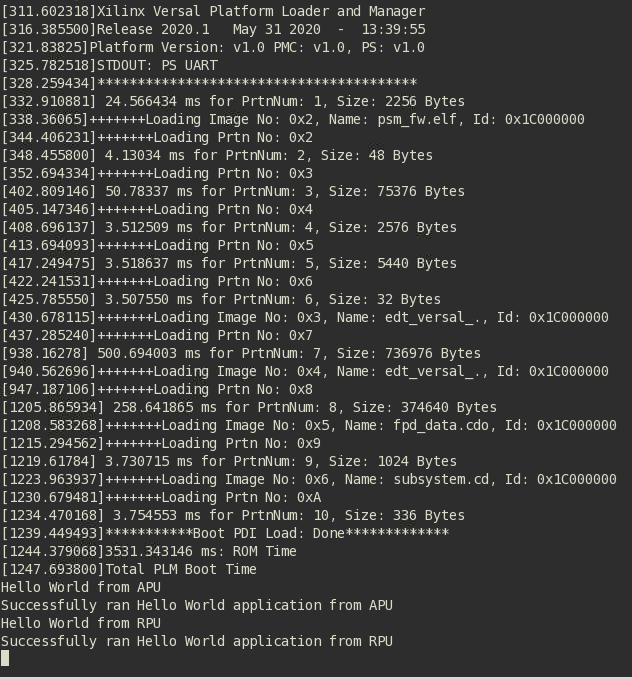 [311.602318]Xilinx Versal Platform Loader and Manager
[316.385500]Release 2020.1   May 31 2020  -  13:39:55
[321.83825]Platform Version: v1.0 PMC: v1.0, PS: v1.0
[325.782518]STDOUT: PS UART
[328.259434]****************************************
[332.910881] 24.566434 ms for PrtnNum: 1, Size: 2256 Bytes
[338.36065]+++++++Loading Image No: 0x2, Name: psm_fw.elf, Id: 0x1C000000
[344.406231]+++++++Loading Prtn No: 0x2
[348.455800] 4.13034 ms for PrtnNum: 2, Size: 48 Bytes
[352.694334]+++++++Loading Prtn No: 0x3
[402.809146] 50.78337 ms for PrtnNum: 3, Size: 75376 Bytes
[405.147346]+++++++Loading Prtn No: 0x4
[408.696137] 3.512509 ms for PrtnNum: 4, Size: 2576 Bytes
[413.694093]+++++++Loading Prtn No: 0x5
[417.249475] 3.518637 ms for PrtnNum: 5, Size: 5440 Bytes
[422.241531]+++++++Loading Prtn No: 0x6
[425.785550] 3.507550 ms for PrtnNum: 6, Size: 32 Bytes
[430.678115]+++++++Loading Image No: 0x3, Name: edt_versal_., Id: 0x1C000000
[437.285240]+++++++Loading Prtn No: 0x7
[938.16278] 500.694003 ms for PrtnNum: 7, Size: 736976 Bytes
[940.562696]+++++++Loading Image No: 0x4, Name: edt_versal_., Id: 0x1C000000
[947.187106]+++++++Loading Prtn No: 0x8
[1205.865934] 258.641865 ms for PrtnNum: 8, Size: 374640 Bytes
[1208.583268]+++++++Loading Image No: 0x5, Name: fpd_data.cdo, Id: 0x1C000000
[1215.294562]+++++++Loading Prtn No: 0x9
[1219.61784] 3.730715 ms for PrtnNum: 9, Size: 1024 Bytes
[1223.963937]+++++++Loading Image No: 0x6, Name: subsystem.cd, Id: 0x1C000000
[1230.679481]+++++++Loading Prtn No: 0xA
[1234.470168] 3.754553 ms for PrtnNum: 10, Size: 336 Bytes
[1239.449493]***********Boot PDI Load: Done*************
[1244.379068]3531.343146 ms: ROM Time
[1247.693800]Total PLM Boot Time
Hello World from APU
Successfully ran Hello World application from APU
Hello World from RPU
Successfully ran Hello World application from RPU